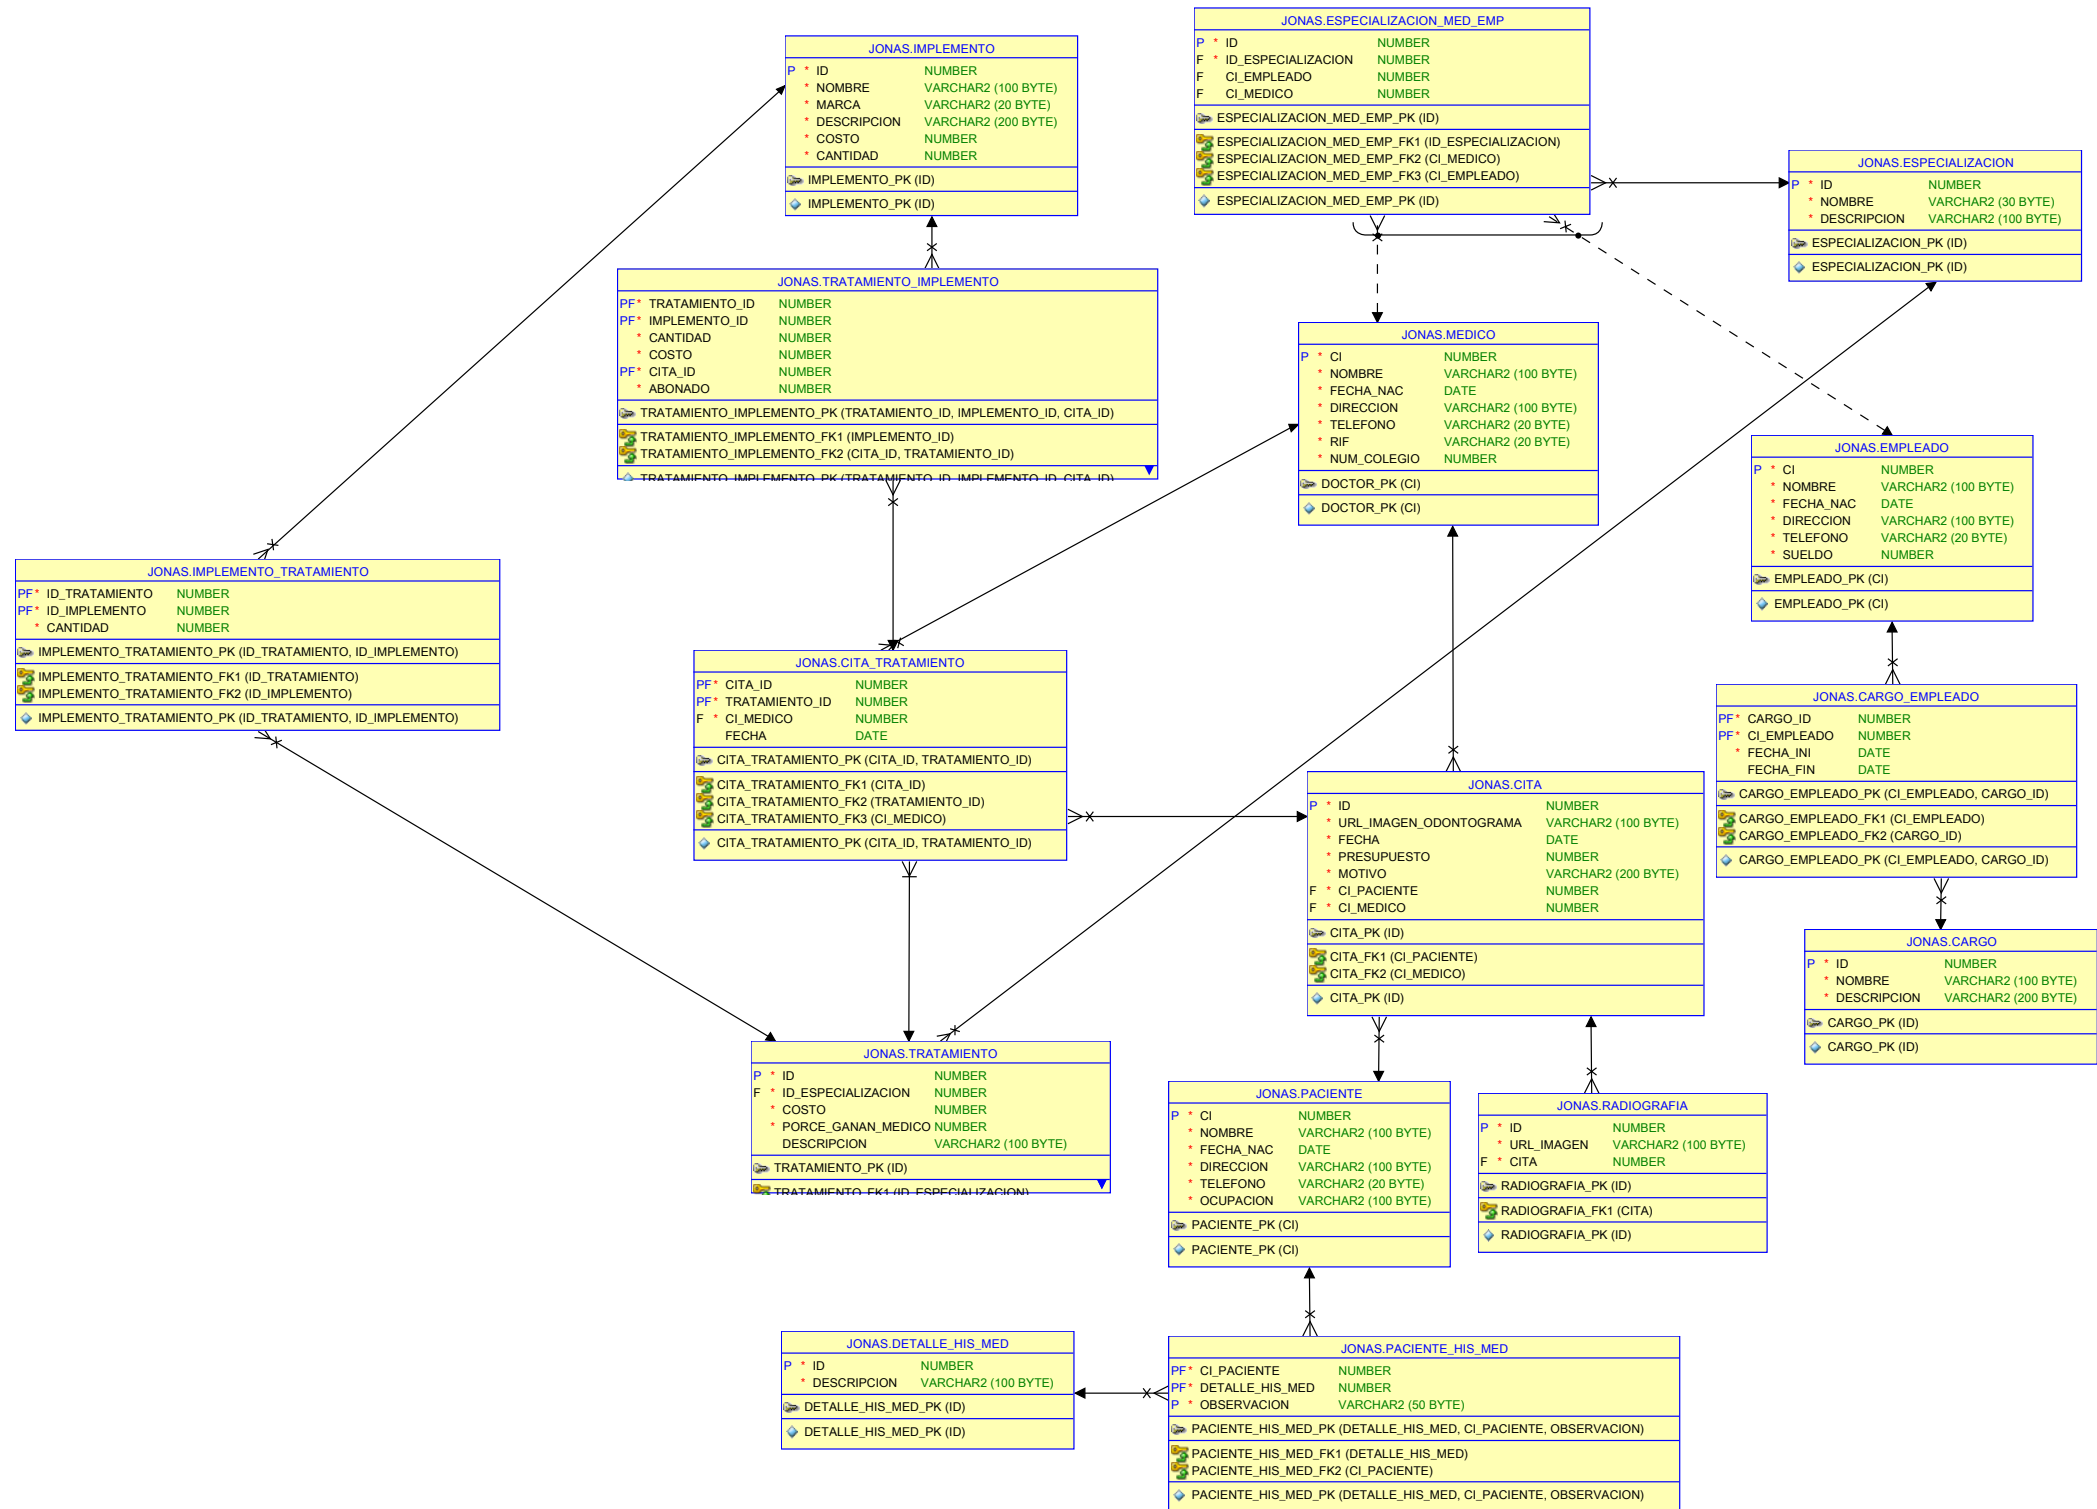 JONAS.ESPECIALIZACION_MED_EMP
P * ID NUMBER
F * ID_ESPECIALIZACION NUMBER
F CI_EMPLEADO NUMBER
F CI_MEDICO NUMBER
ESPECIALIZACION_MED_EMP_PK (ID)
ESPECIALIZACION_MED_EMP_FK1 (ID_ESPECIALIZACION)
ESPECIALIZACION_MED_EMP_FK2 (CI_MEDICO)
ESPECIALIZACION_MED_EMP_FK3 (CI_EMPLEADO)
ESPECIALIZACION_MED_EMP_PK (ID)
JONAS.IMPLEMENTO
P * ID NUMBER
* NOMBRE VARCHAR2 (100 BYTE)
* MARCA VARCHAR2 (20 BYTE)
* DESCRIPCION VARCHAR2 (200 BYTE)
* COSTO NUMBER
* CANTIDAD NUMBER
IMPLEMENTO_PK (ID)
IMPLEMENTO_PK (ID)
JONAS.ESPECIALIZACION
P * ID NUMBER
* NOMBRE VARCHAR2 (30 BYTE)
* DESCRIPCION VARCHAR2 (100 BYTE)
ESPECIALIZACION_PK (ID)
ESPECIALIZACION_PK (ID)
JONAS.TRATAMIENTO_IMPLEMENTO
PF* TRATAMIENTO_ID NUMBER
PF* IMPLEMENTO_ID NUMBER
* CANTIDAD NUMBER
* COSTO NUMBER
PF* CITA_ID NUMBER
* ABONADO NUMBER
TRATAMIENTO_IMPLEMENTO_PK (TRATAMIENTO_ID, IMPLEMENTO_ID, CITA_ID)
TRATAMIENTO_IMPLEMENTO_FK1 (IMPLEMENTO_ID)
TRATAMIENTO_IMPLEMENTO_FK2 (CITA_ID, TRATAMIENTO_ID)
TRATAMIENTO_IMPLEMENTO_PK (TRATAMIENTO_ID, IMPLEMENTO_ID, CITA_ID)
JONAS.MEDICO
P * CI NUMBER
* NOMBRE VARCHAR2 (100 BYTE)
* FECHA_NAC DATE
* DIRECCION VARCHAR2 (100 BYTE)
* TELEFONO VARCHAR2 (20 BYTE)
* RIF VARCHAR2 (20 BYTE)
* NUM_COLEGIO NUMBER
DOCTOR_PK (CI)
DOCTOR_PK (CI)
JONAS.EMPLEADO
P * CI NUMBER
* NOMBRE VARCHAR2 (100 BYTE)
* FECHA_NAC DATE
* DIRECCION VARCHAR2 (100 BYTE)
* TELEFONO VARCHAR2 (20 BYTE)
* SUELDO NUMBER
EMPLEADO_PK (CI)
EMPLEADO_PK (CI)
JONAS.IMPLEMENTO_TRATAMIENTO
PF* ID_TRATAMIENTO NUMBER
PF* ID_IMPLEMENTO NUMBER
* CANTIDAD NUMBER
IMPLEMENTO_TRATAMIENTO_PK (ID_TRATAMIENTO, ID_IMPLEMENTO)
IMPLEMENTO_TRATAMIENTO_FK1 (ID_TRATAMIENTO)
IMPLEMENTO_TRATAMIENTO_FK2 (ID_IMPLEMENTO)
IMPLEMENTO_TRATAMIENTO_PK (ID_TRATAMIENTO, ID_IMPLEMENTO)
JONAS.CITA_TRATAMIENTO
PF* CITA_ID NUMBER
PF* TRATAMIENTO_ID NUMBER
F * CI_MEDICO NUMBER
FECHA DATE
CITA_TRATAMIENTO_PK (CITA_ID, TRATAMIENTO_ID)
CITA_TRATAMIENTO_FK1 (CITA_ID)
CITA_TRATAMIENTO_FK2 (TRATAMIENTO_ID)
CITA_TRATAMIENTO_FK3 (CI_MEDICO)
CITA_TRATAMIENTO_PK (CITA_ID, TRATAMIENTO_ID)
JONAS.CARGO_EMPLEADO
PF* CARGO_ID NUMBER
PF* CI_EMPLEADO NUMBER
* FECHA_INI DATE
FECHA_FIN DATE
CARGO_EMPLEADO_PK (CI_EMPLEADO, CARGO_ID)
CARGO_EMPLEADO_FK1 (CI_EMPLEADO)
CARGO_EMPLEADO_FK2 (CARGO_ID)
CARGO_EMPLEADO_PK (CI_EMPLEADO, CARGO_ID)
JONAS.CITA
P * ID NUMBER
* URL_IMAGEN_ODONTOGRAMA VARCHAR2 (100 BYTE)
* FECHA DATE
* PRESUPUESTO NUMBER
* MOTIVO VARCHAR2 (200 BYTE)
F * CI_PACIENTE NUMBER
F * CI_MEDICO NUMBER
CITA_PK (ID)
CITA_FK1 (CI_PACIENTE)
CITA_FK2 (CI_MEDICO)
CITA_PK (ID)
JONAS.CARGO
P * ID NUMBER
* NOMBRE VARCHAR2 (100 BYTE)
* DESCRIPCION VARCHAR2 (200 BYTE)
CARGO_PK (ID)
CARGO_PK (ID)
JONAS.TRATAMIENTO
P * ID NUMBER
F * ID_ESPECIALIZACION NUMBER
* COSTO NUMBER
* PORCE_GANAN_MEDICO NUMBER
DESCRIPCION VARCHAR2 (100 BYTE)
TRATAMIENTO_PK (ID)
TRATAMIENTO_FK1 (ID_ESPECIALIZACION)
JONAS.PACIENTE
P * CI NUMBER
* NOMBRE VARCHAR2 (100 BYTE)
* FECHA_NAC DATE
* DIRECCION VARCHAR2 (100 BYTE)
* TELEFONO VARCHAR2 (20 BYTE)
* OCUPACION VARCHAR2 (100 BYTE)
PACIENTE_PK (CI)
PACIENTE_PK (CI)
JONAS.RADIOGRAFIA
P * ID NUMBER
* URL_IMAGEN VARCHAR2 (100 BYTE)
F * CITA NUMBER
RADIOGRAFIA_PK (ID)
RADIOGRAFIA_FK1 (CITA)
RADIOGRAFIA_PK (ID)
JONAS.DETALLE_HIS_MED
P * ID NUMBER
* DESCRIPCION VARCHAR2 (100 BYTE)
DETALLE_HIS_MED_PK (ID)
DETALLE_HIS_MED_PK (ID)
JONAS.PACIENTE_HIS_MED
PF* CI_PACIENTE NUMBER
PF* DETALLE_HIS_MED NUMBER
P * OBSERVACION VARCHAR2 (50 BYTE)
PACIENTE_HIS_MED_PK (DETALLE_HIS_MED, CI_PACIENTE, OBSERVACION)
PACIENTE_HIS_MED_FK1 (DETALLE_HIS_MED)
PACIENTE_HIS_MED_FK2 (CI_PACIENTE)
PACIENTE_HIS_MED_PK (DETALLE_HIS_MED, CI_PACIENTE, OBSERVACION)